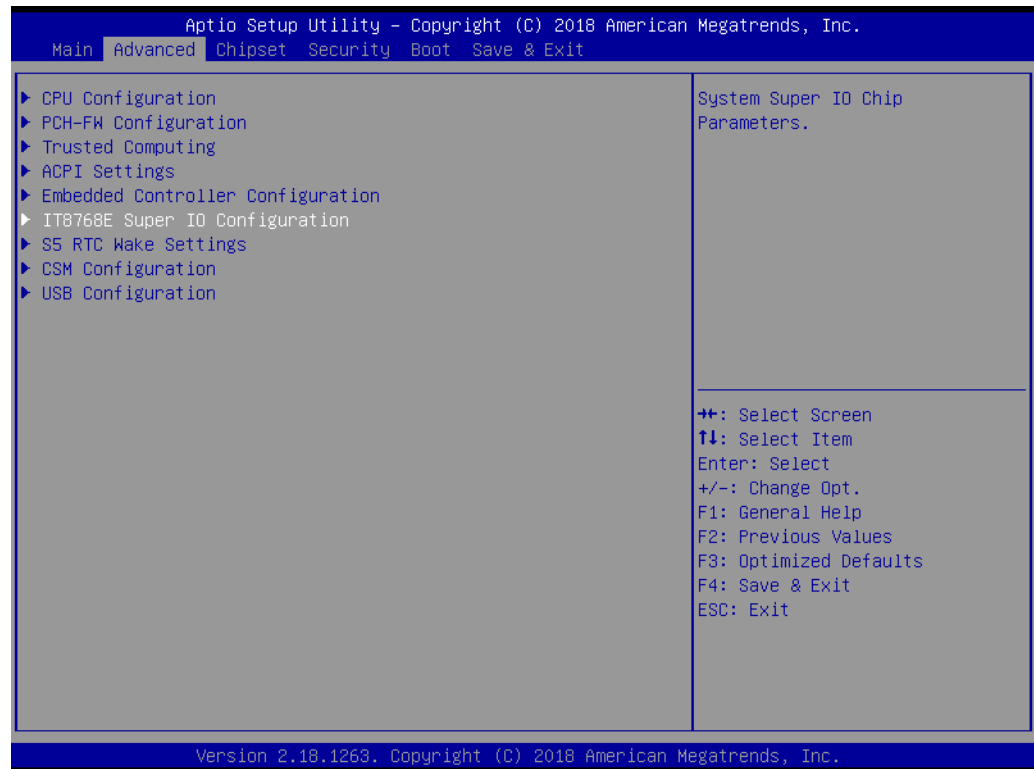 Aptio Setup Utility – Copyright (C) 2018 American Megatrends, Inc.
Main Advanced Chipset Security Boot Save & Exit
▶ CPU Configuration
▶ PCH-FW Configuration
▶ Trusted Computing
▶ ACPI Settings
▶ Embedded Controller Configuration
▶ IT8768E Super IO Configuration
▶ S5 RTC Wake Settings
▶ CSM Configuration
▶ USB Configuration
System Super IO Chip
Parameters.
→←: Select Screen
↑↓: Select Item
Enter: Select
+/-: Change Opt.
F1: General Help
F2: Previous Values
F3: Optimized Defaults
F4: Save & Exit
ESC: Exit
Version 2.18.1263. Copyright (C) 2018 American Megatrends, Inc.